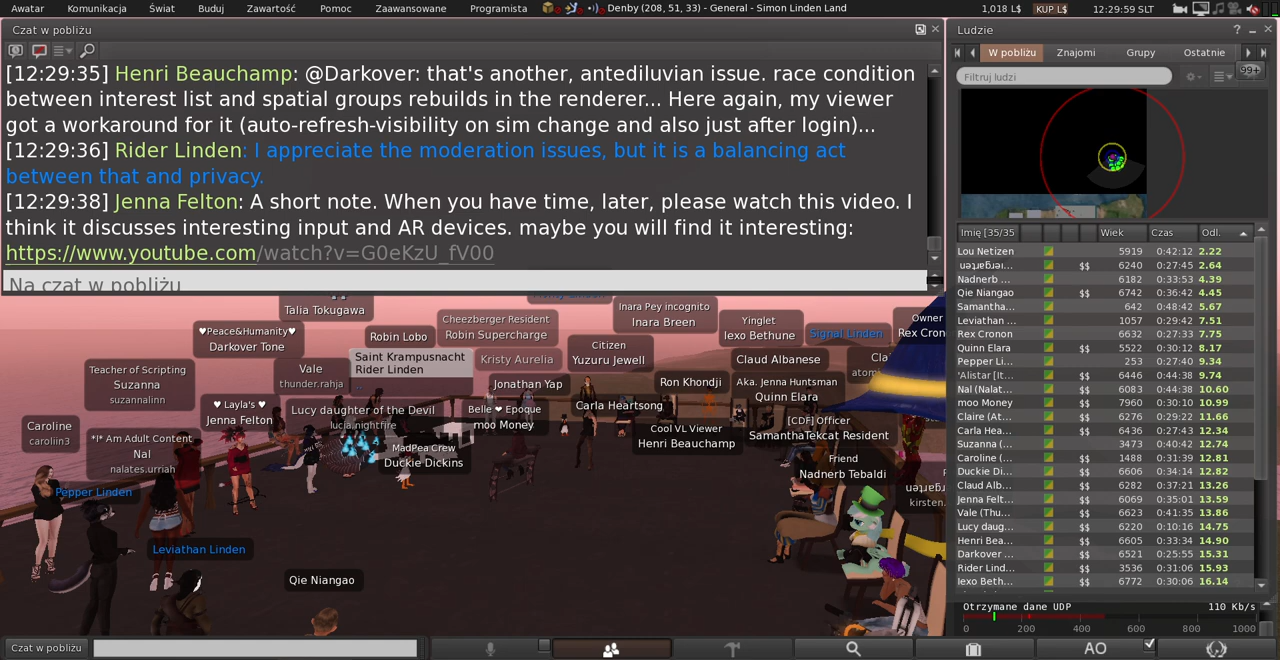 Awatar Komunikacja Świat Buduj Zawartość Pomoc Zaawansowane Programista Denby (208, 51, 33) - General - Simon Linden Land 1,018 L$ KUP L$ 12:29:59 SLT
Czat w pobliżu
[12:29:35] Henri Beauchamp: @Darkover: that's another, antediluvian issue. race condition
between interest list and spatial groups rebuilds in the renderer... Here again, my viewer
got a workaround for it (auto-refresh-visibility on sim change and also just after login)...
[12:29:36] Rider Linden: I appreciate the moderation issues, but it is a balancing act
between that and privacy.
[12:29:38] Jenna Felton: A short note. When you have time, later, please watch this video. I
think it discusses interesting input and AR devices. maybe you will find it interesting:
https://www.youtube.com/watch?v=G0eKzU_fV00
Na czat w pobliżu
Talia Tokugawa
♥Peace&Humanity♥
Darkover Tone
Robin Lobo
Cheezberger Resident
Robin Supercharge
Inara Pey incognito
Inara Breen
Yinglet
Iexo Bethune
Signal Linden
Owner
Rex Cron
Saint Krampusnacht
Rider Linden
Kristy Aurelia
Citizen
Yuzuru Jewell
Claud Albanese
Teacher of Scripting
Suzanna
suzannalinn
Vale
thunder.rahja
Jonathan Yap
Ron Khondji
Aka. Jenna Huntsman
Quinn Elara
♥ Layla's ♥
Jenna Felton
Lucy daughter of the Devil
lucia.nightfire
Belle ♥ Epoque
moo Money
Carla Heartsong
Caroline
caroliin3
*I* Am Adult Content
Nal
nalates.urriah
MadPea Crew
Duckie Dickins
Cool VL Viewer
Henri Beauchamp
[CDF] Officer
SamanthaTekcat Resident
Friend
Nadnerb Tebaldi
kirsten.
Pepper Linden
Leviathan Linden
Qie Niangao
Czat w pobliżu
Ludzie
W pobliżu Znajomi Grupy Ostatnie
Filtruj ludzi 99+
Imię [35/35 Wiek Czas Odl.
Lou Netizen 5919 0:42:12 2.22
6240 0:27:45 2.64
Nadnerb ... 6182 0:33:53 4.39
Qie Niangao $$ 6742 0:36:42 4.45
Samantha... 642 0:48:42 5.67
Leviathan ... 1057 0:29:42 7.51
Rex Cronon 6632 0:27:33 7.75
Quinn Elara $$ 5522 0:30:12 8.17
Pepper Li... 253 0:27:40 9.34
'Alistar [It... $$ 6446 0:44:38 9.74
Nal (Nalat... $$ 6083 0:44:38 10.60
moo Money $$ 7960 0:30:10 10.99
Claire (At... $$ 6276 0:29:22 11.66
Carla Hea... $$ 6436 0:27:43 12.34
Suzanna (... 3473 0:40:42 12.74
Caroline (... $$ 1488 0:31:39 12.81
Duckie Di... $$ 6606 0:34:14 12.82
Claud Alb... $$ 6282 0:37:21 13.26
Jenna Felt... $$ 6069 0:35:01 13.59
Vale (Thu... $$ 6623 0:41:35 13.86
Lucy daug... $$ 6220 0:10:16 14.75
Henri Bea... $$ 6605 0:33:34 14.90
Darkover ... $$ 6521 0:25:55 15.31
Rider Lind... $$ 3536 0:31:06 15.93
Iexo Beth... $$ 6772 0:30:06 16.14
Otrzymane dane UDP 110 Kb/s
0 200 400 600 800 1000
AO